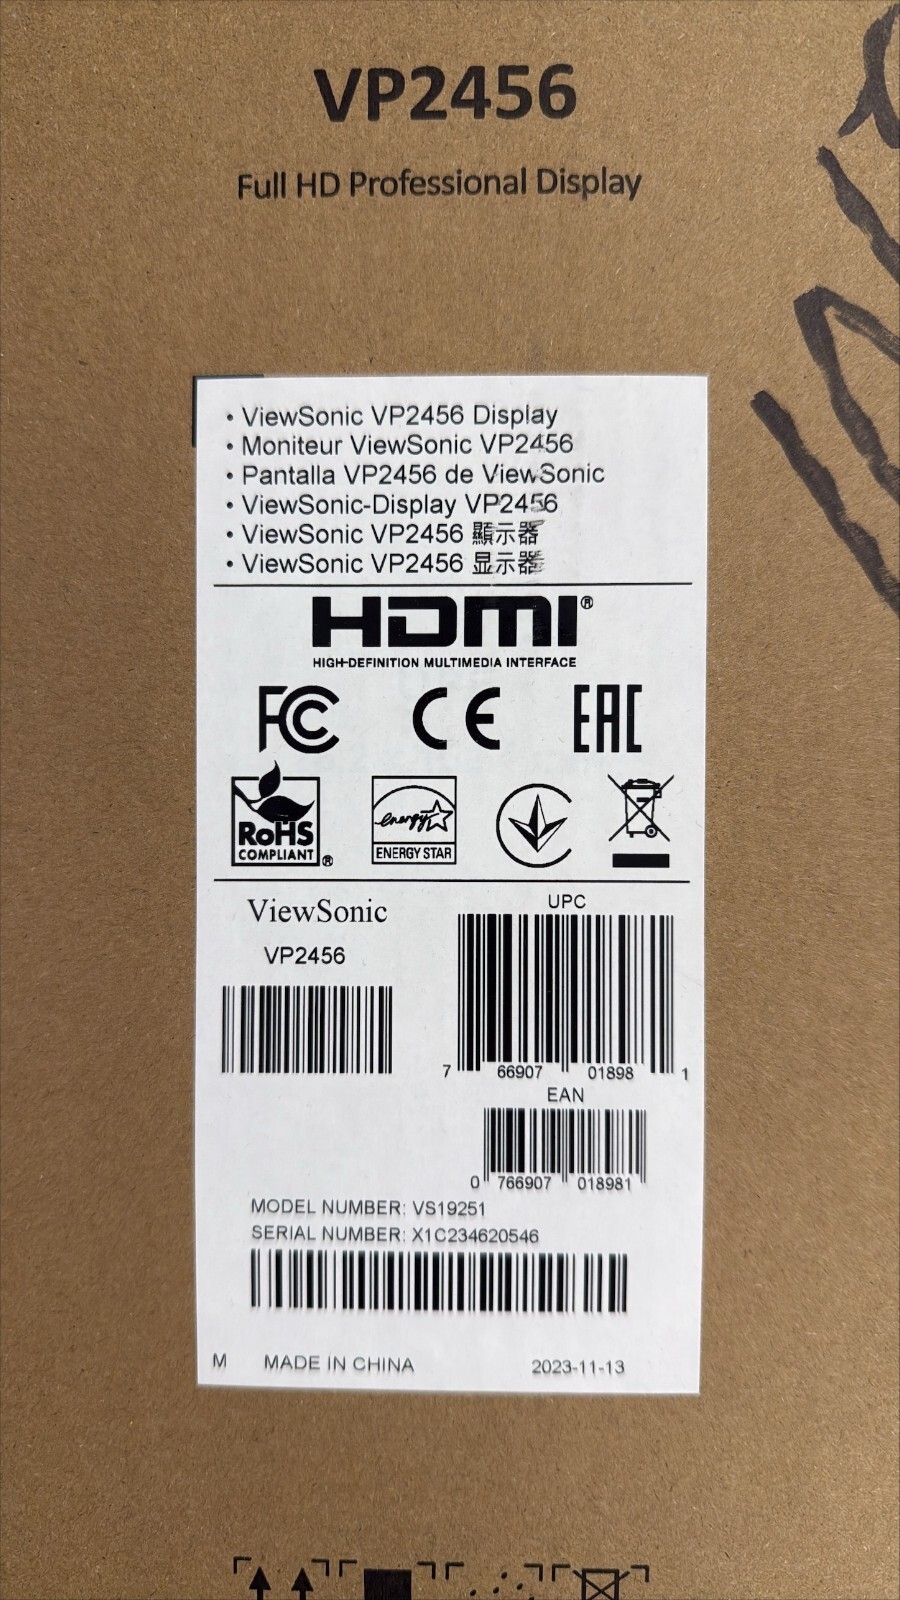 VP2456
Full HD Professional Display
• ViewSonic VP2456 Display
• Moniteur ViewSonic VP2456
• Pantalla VP2456 de ViewSonic
• ViewSonic-Display VP2456
• ViewSonic VP2456 顯示器
• ViewSonic VP2456 显示器
HDMI®
HIGH-DEFINITION MULTIMEDIA INTERFACE
FC CE EAC
RoHS
COMPLIANT ®
energy
ENERGY STAR
ViewSonic
VP2456
UPC
7 66907 01898 1
EAN
0 766907 018981
MODEL NUMBER: VS19251
SERIAL NUMBER: X1C234620546
M MADE IN CHINA 2023-11-13